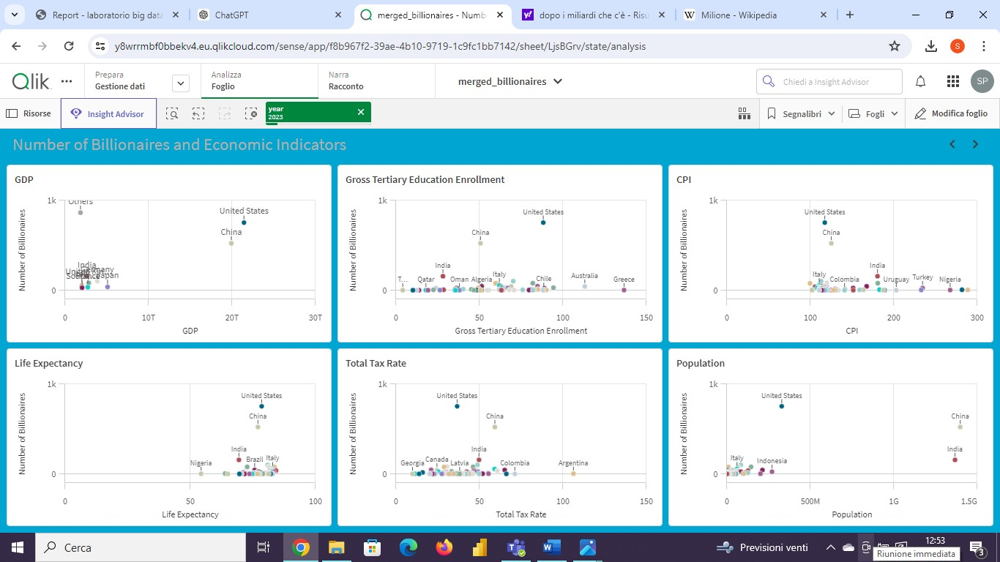 Report - laboratorio big data
ChatGPT
merged_billionaires - Numb
dopo i miliardi che c'è - Risu
Milione - Wikipedia
y8wrrmbf0bbekv4.eu.qlikcloud.com/sense/app/f8b967f2-39ae-4b10-9719-1c9fc1bb7142/sheet/LjsBGrv/state/analysis
S
Qlik
Prepara
Gestione dati
Analizza
Foglio
Narra
Racconto
merged_billionaires
Chiedi a Insight Advisor
SP
Risorse
Insight Advisor
year
2023
Segnalibri
Fogli
Modifica foglio
Number of Billionaires and Economic Indicators
GDP
Number of Billionaires
1k
0
Others
United States
China
India
0
10T
20T
30T
GDP
Gross Tertiary Education Enrollment
Number of Billionaires
1k
0
United States
China
India
T...
Qatar
Oman
Algeria
Italy
Chile
Australia
Greece
0
50
100
150
Gross Tertiary Education Enrollment
CPI
Number of Billionaires
1k
0
United States
China
India
Italy
Colombia
Uruguay
Turkey
Nigeria
0
100
200
300
CPI
Life Expectancy
Number of Billionaires
1k
0
United States
China
India
Nigeria
Brazil
Italy
0
50
100
Life Expectancy
Total Tax Rate
Number of Billionaires
1k
0
United States
China
India
Georgia
Canada
Latvia
Colombia
Argentina
0
50
100
150
Total Tax Rate
Population
Number of Billionaires
1k
0
United States
China
India
Italy
Indonesia
0
500M
1G
1.5G
Population
Cerca
Previsioni venti
12:53
Riunione immediata
3